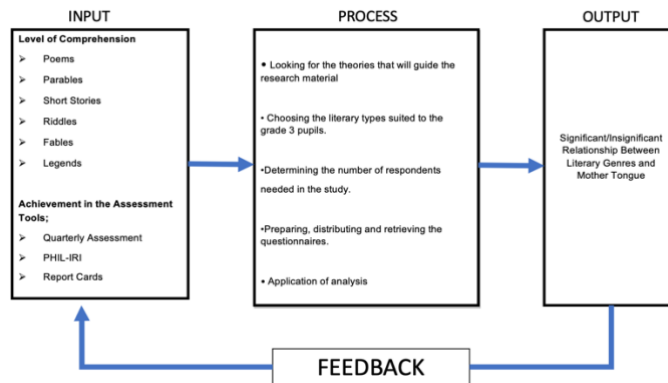 INPUT
Level of Comprehension
➢ Poems
➢ Parables
➢ Short Stories
➢ Riddles
➢ Fables
➢ Legends
Achievement in the Assessment
Tools;
➢ Quarterly Assessment
➢ PHIL-IRI
➢ Report Cards
PROCESS
• Looking for the theories that will guide the
research material
• Choosing the literary types suited to the
grade 3 pupils.
•Determining the number of respondents
needed in the study.
•Preparing, distributing and retrieving the
questionnaires.
• Application of analysis
OUTPUT
Significant/Insignificant
Relationship Between
Literary Genres and
Mother Tongue
FEEDBACK